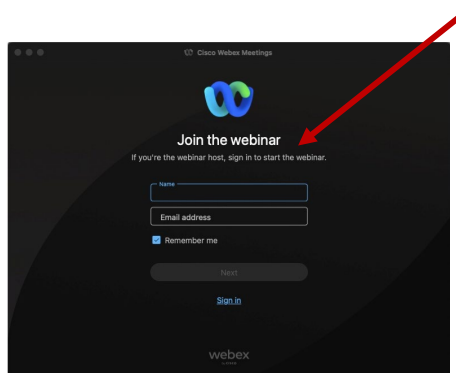 Cisco Webex Meetings
Join the webinar
If you're the webinar host, sign in to start the webinar.
Name
Email address
Remember me
Next
Sign in
webex